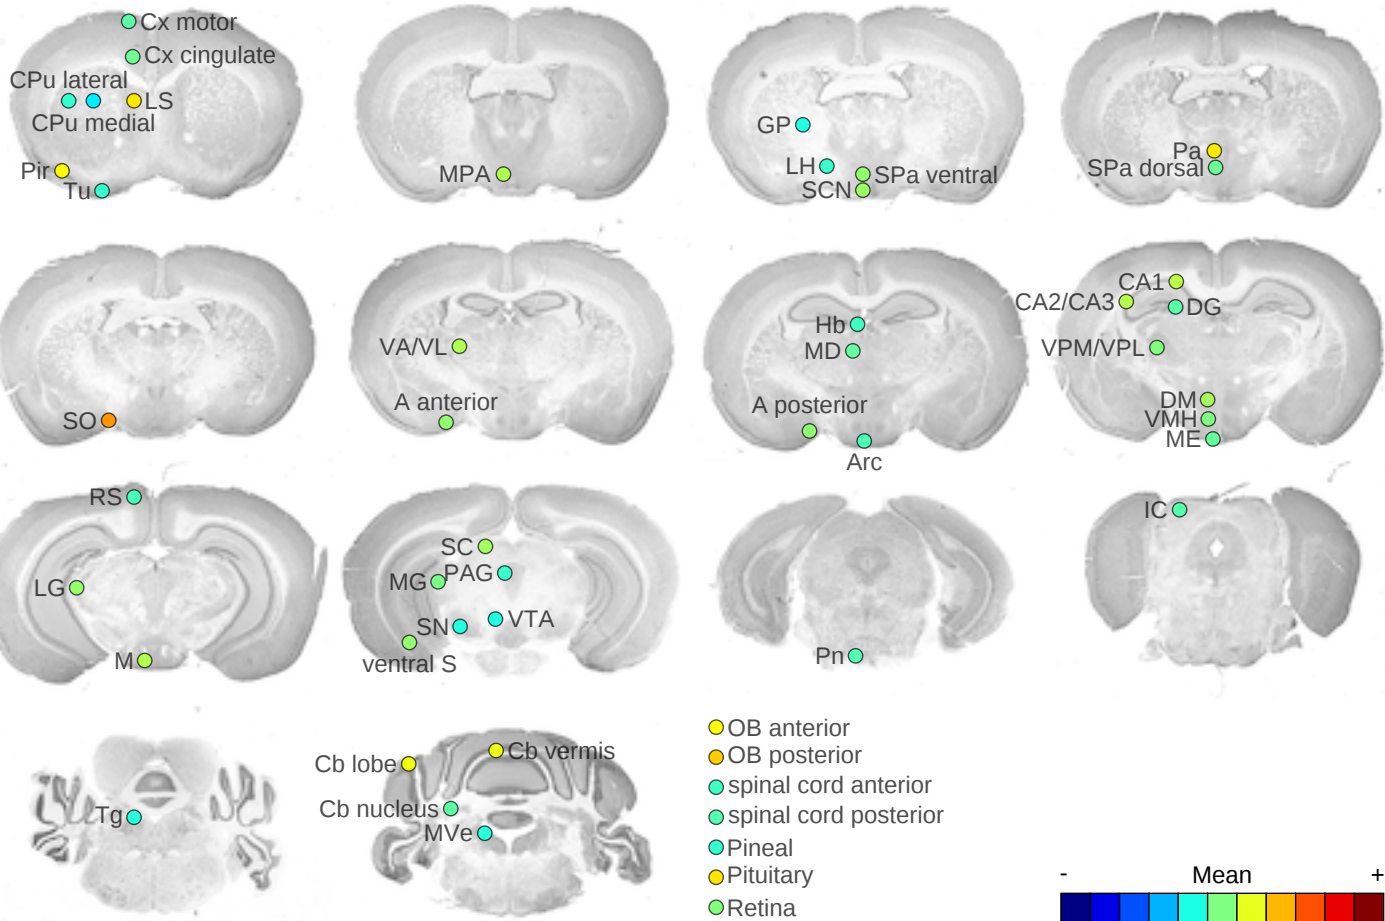 Cx motor
Cx cingulate
CPu lateral
LS
CPu medial
Pir
Tu
MPA
GP
LH
SPa ventral
SCN
Pa
SPa dorsal
SO
VA/VL
A anterior
Hb
MD
A posterior
Arc
CA1
CA2/CA3
DG
VPM/VPL
DM
VMH
ME
RS
LG
M
SC
MG
PAG
SN
VTA
ventral S
Pn
IC
Tg
Cb lobe
Cb vermis
Cb nucleus
MVe
OB anterior
OB posterior
spinal cord anterior
spinal cord posterior
Pineal
Pituitary
Retina
- Mean +